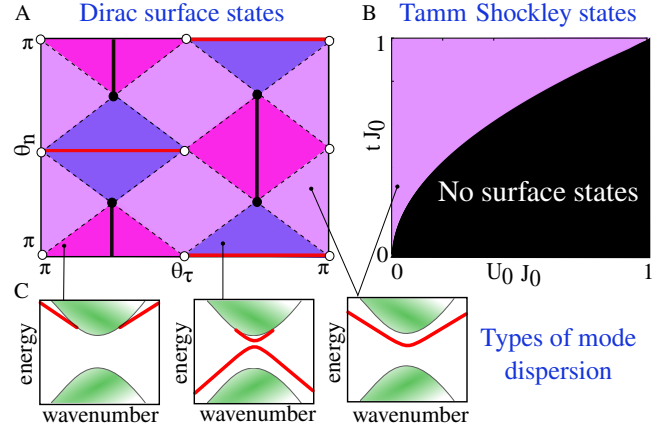 A Dirac surface states
B Tamm Shockley states
π
θn
π
π
θτ
π
1
t J0
0
No surface states
0
U0 J0
1
C
energy
wavenumber
energy
wavenumber
energy
wavenumber
Types of mode
dispersion